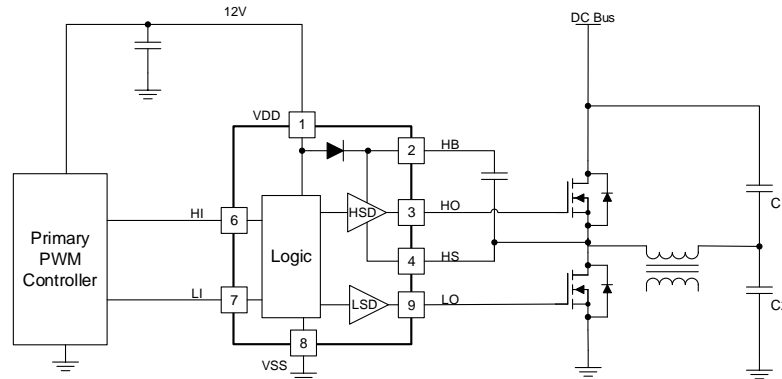 12V
DC Bus
VDD
1
2
HB
HI
6
HSD
3
HO
Primary
PWM
Controller
Logic
4
HS
LI
7
LSD
9
LO
8
VSS
C
C